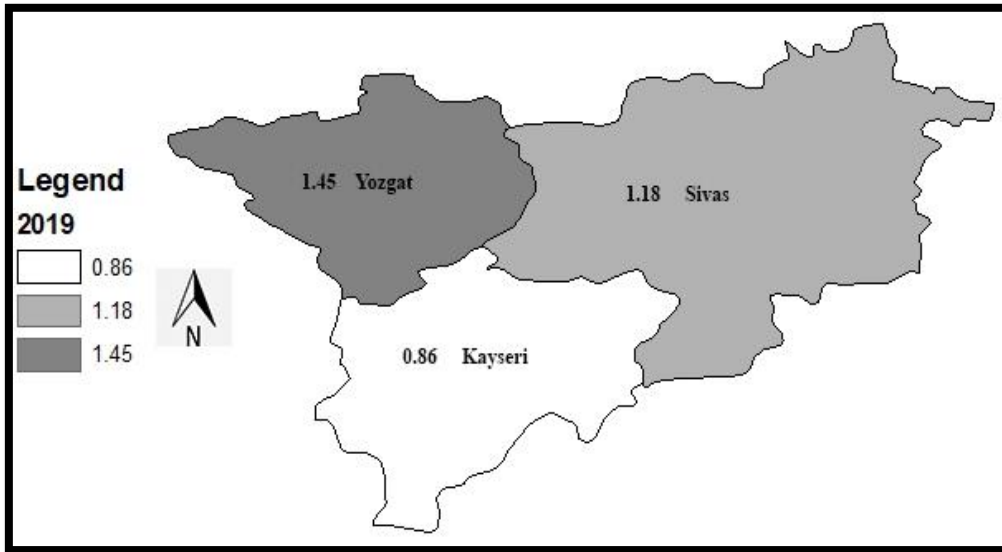 Legend
2019
0.86
1.18
1.45
N
1.45 Yozgat
1.18 Sivas
0.86 Kayseri